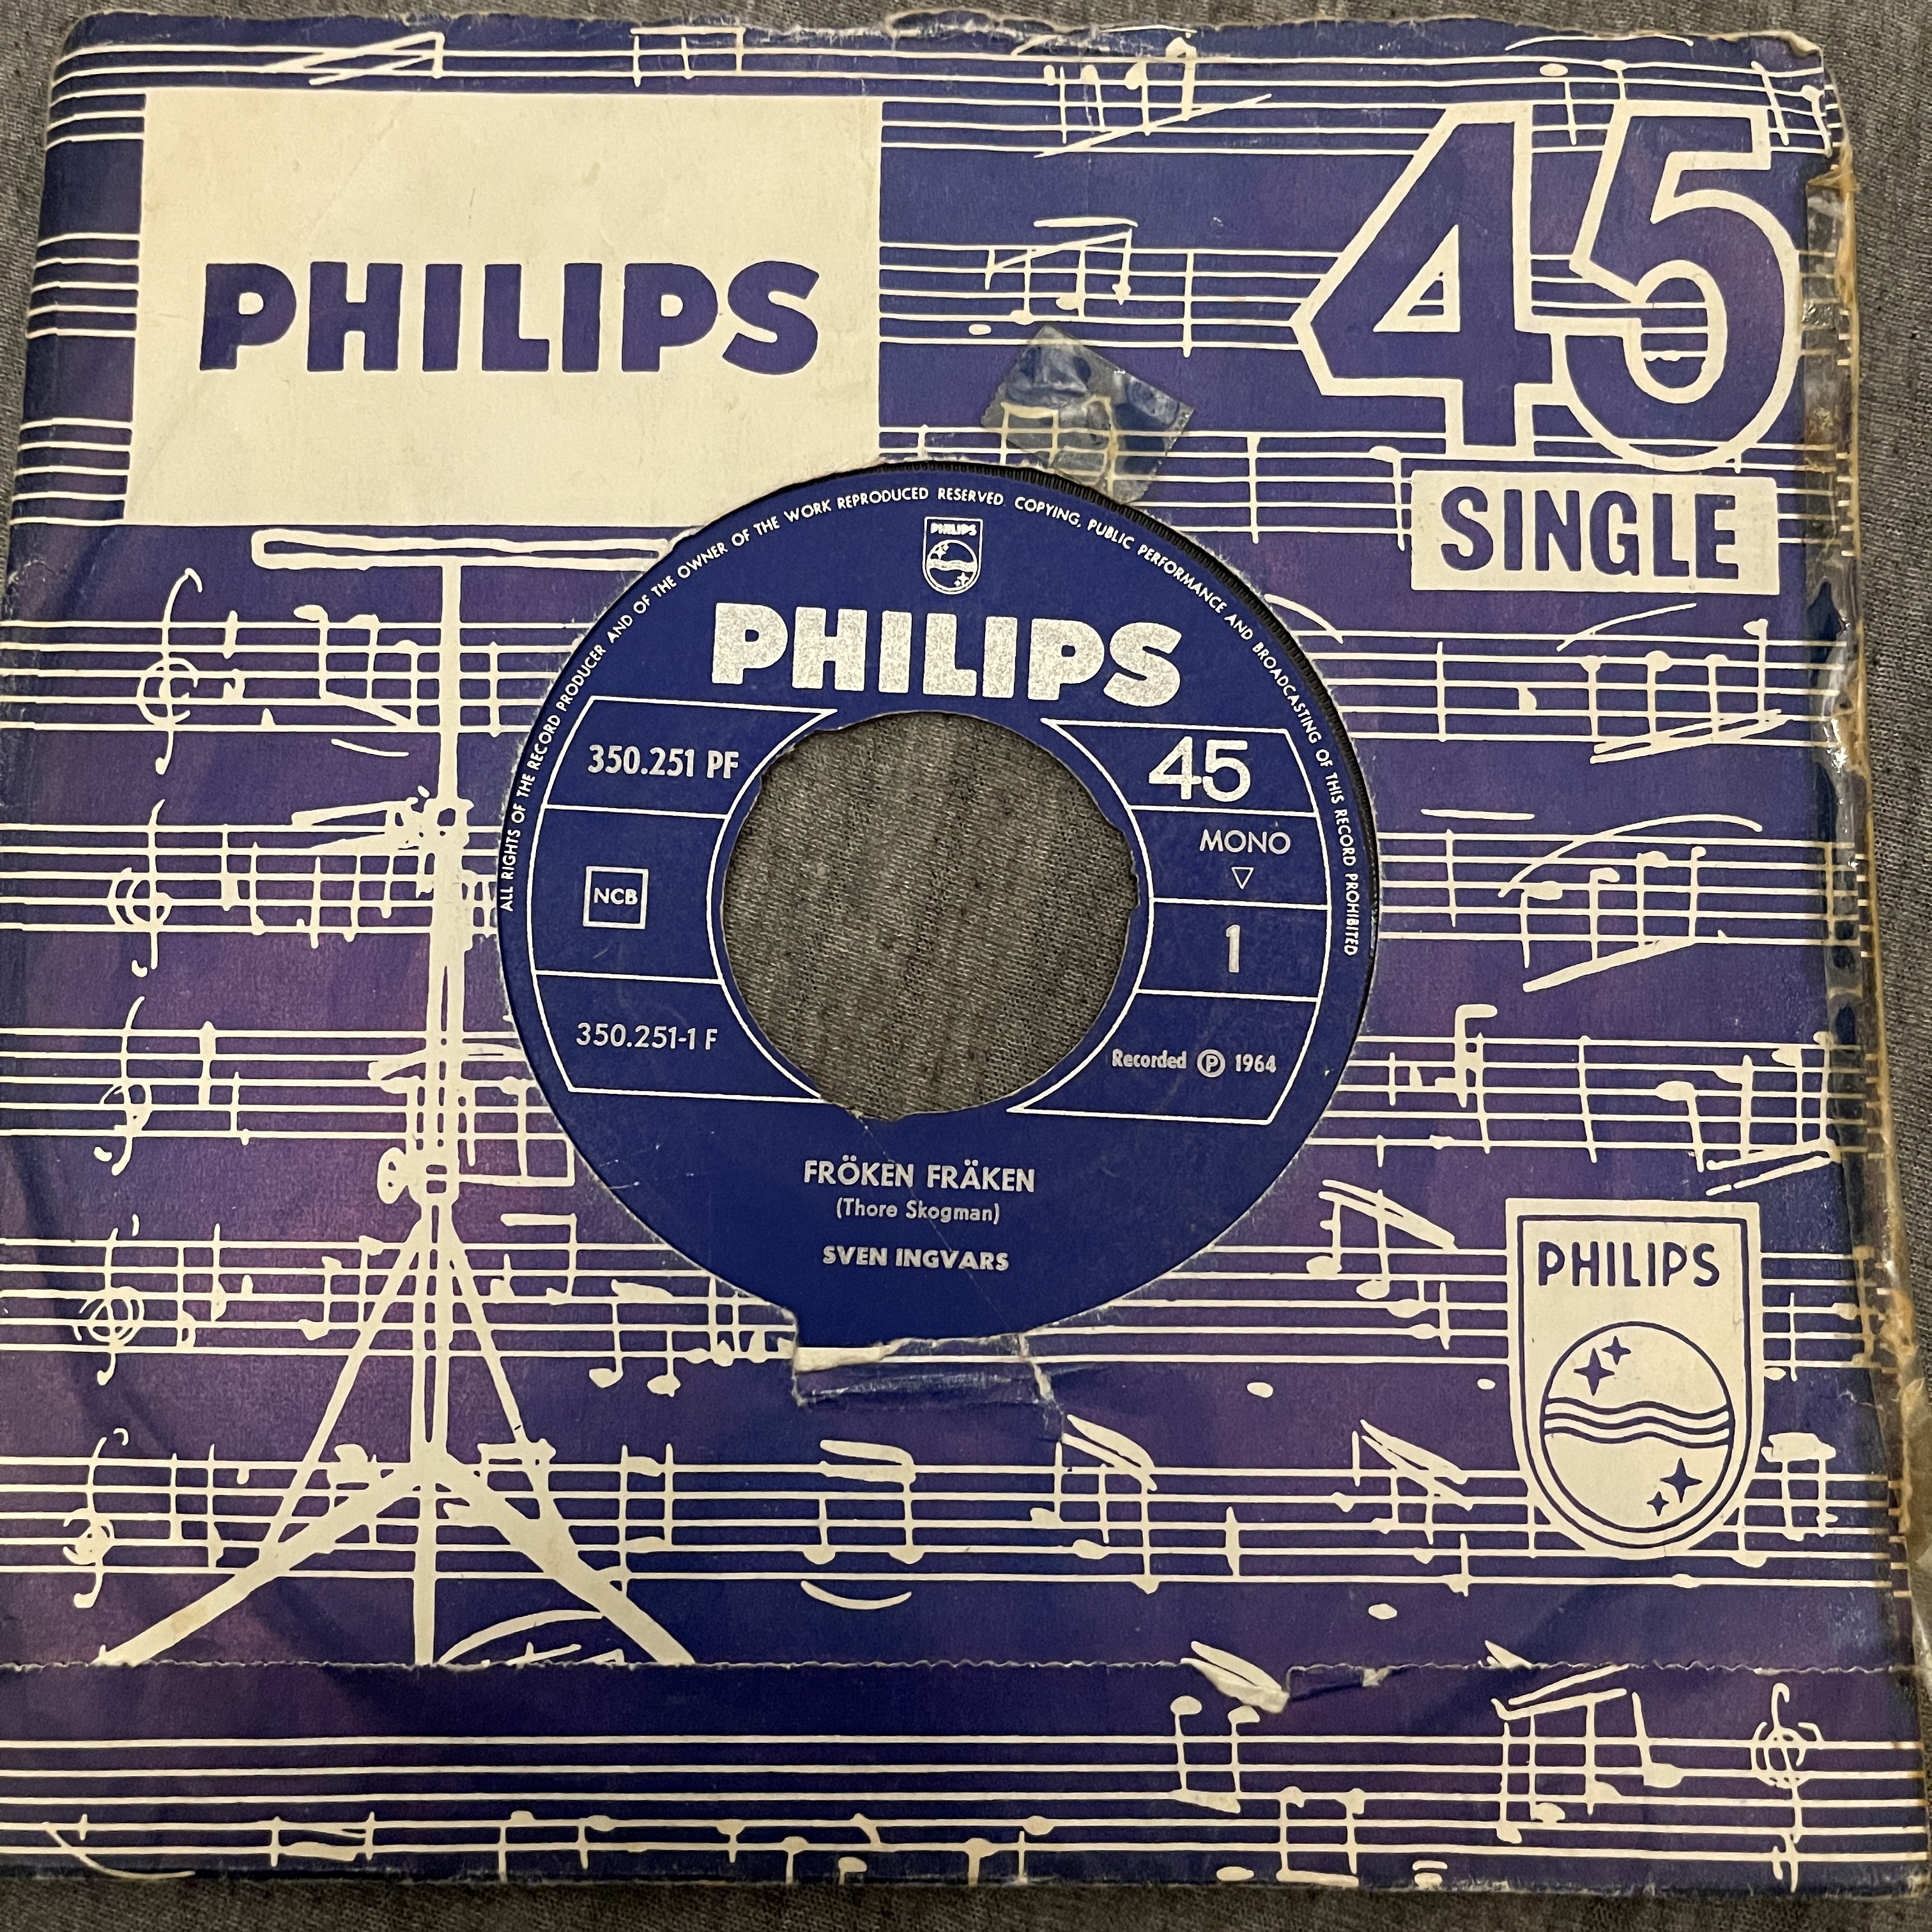 PHILIPS
45
SINGLE
ALL RIGHTS OF THE RECORD PRODUCER AND OF THE OWNER OF THE WORK REPRODUCED RESERVED. COPYING, PUBLIC PERFORMANCE AND BROADCASTING OF THIS RECORD PROHIBITED
PHILIPS
PHILIPS
350.251 PF
45
MONO
NCB
1
350.251-1 F
Recorded ℗ 1964
FRÖKEN FRÄKEN
(Thore Skogman)
SVEN INGVARS
PHILIPS